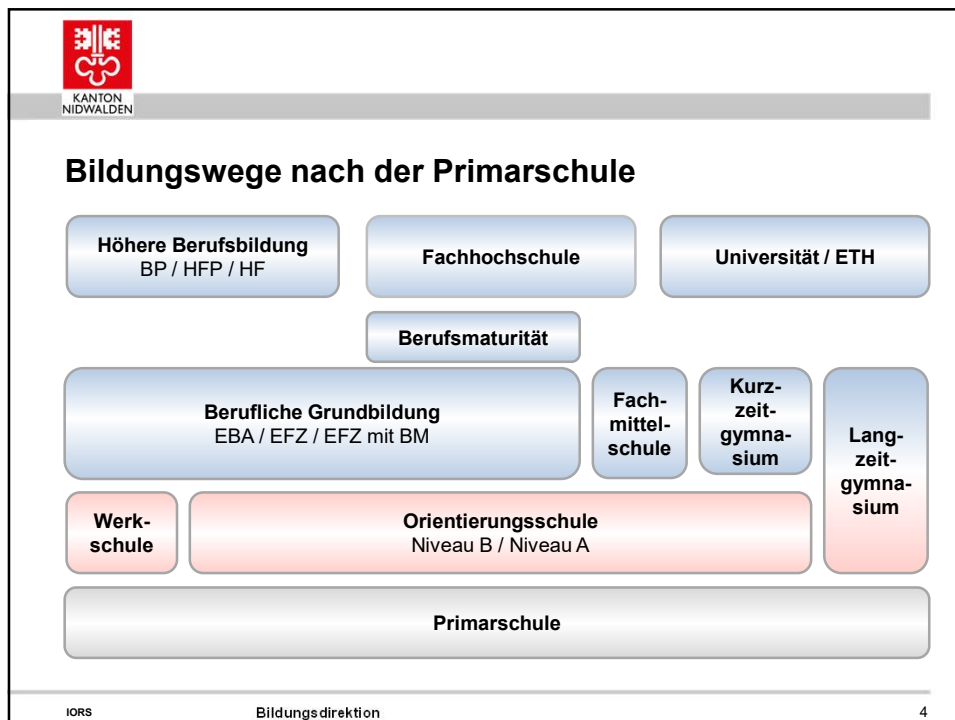 KANTON
NIDWALDEN
Bildungswege nach der Primarschule
Höhere Berufsbildung
BP / HFP / HF
Fachhochschule
Universität / ETH
Berufsmaturität
Berufliche Grundbildung
EBA / EFZ / EFZ mit BM
Fach-
mittel-
schule
Kurz-
zeit-
gymna-
sium
Lang-
zeit-
gymna-
sium
Werk-
schule
Orientierungsschule
Niveau B / Niveau A
Primarschule
IORS
Bildungsdirektion
4